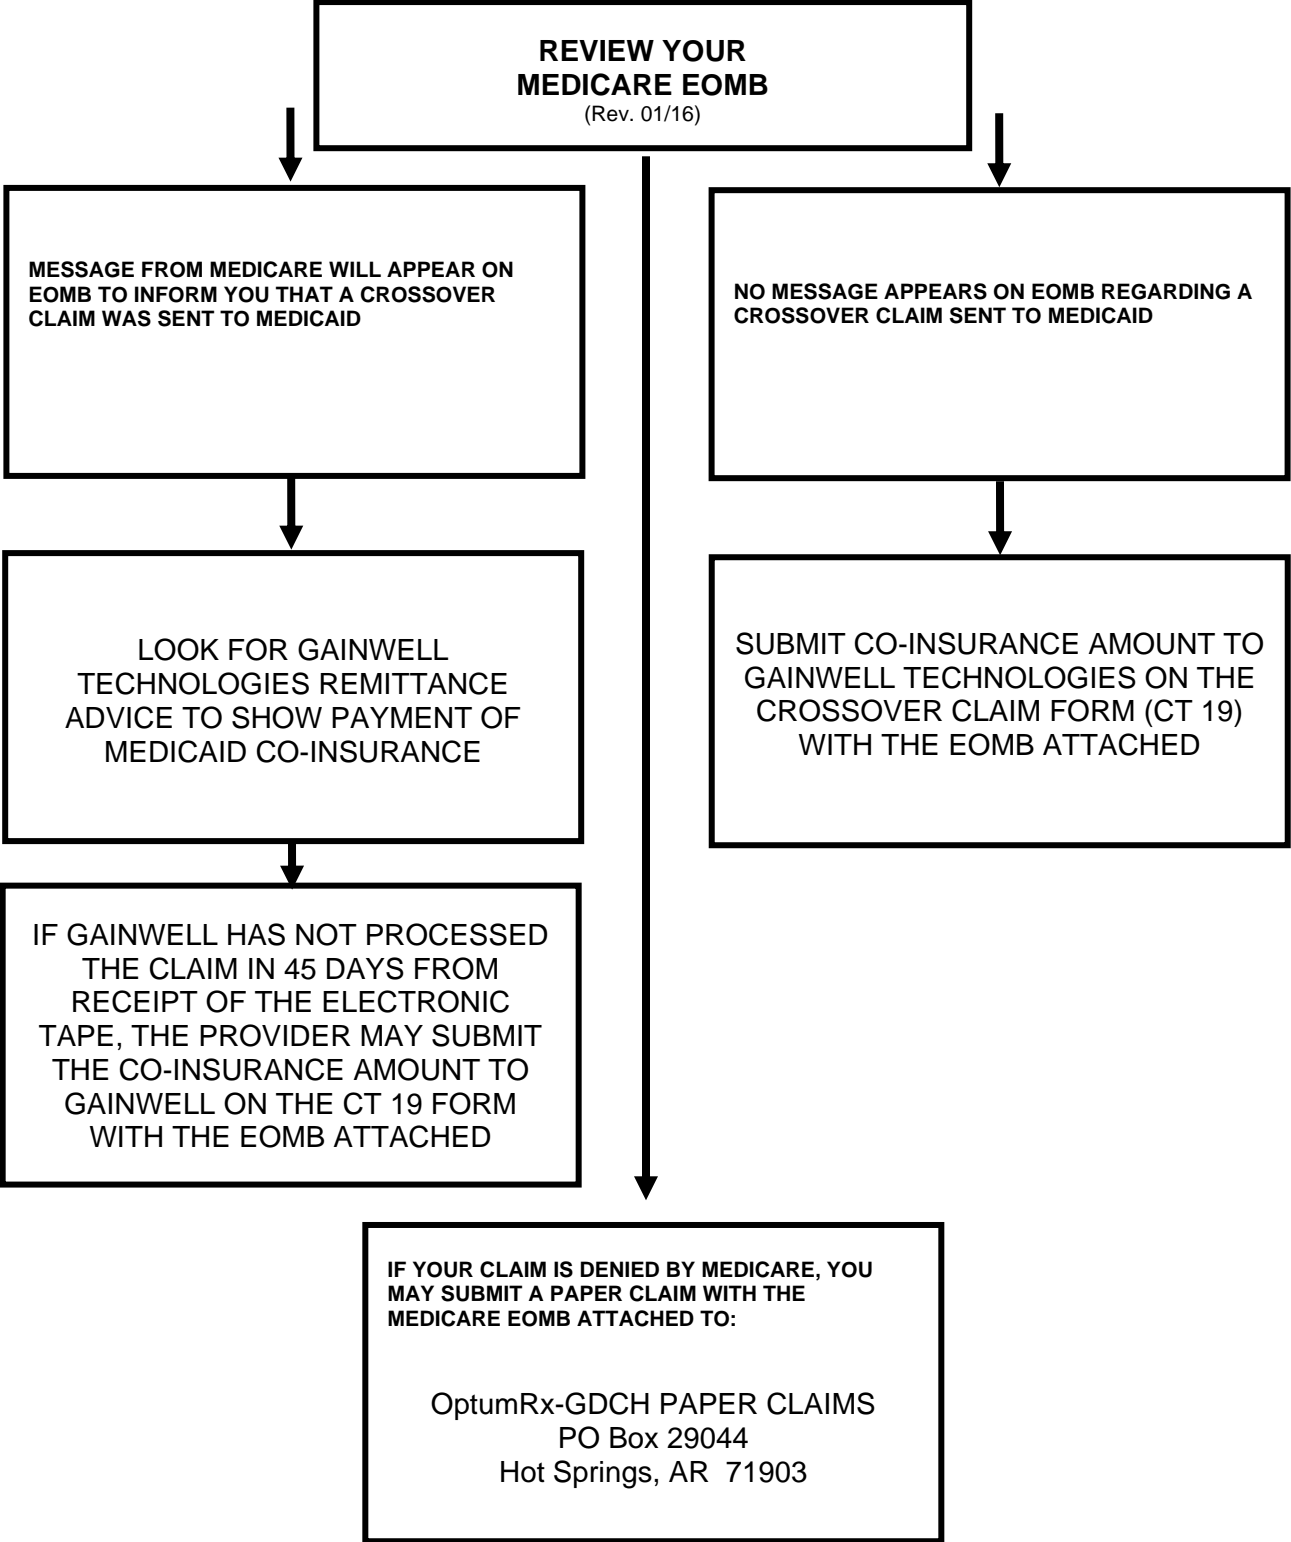 REVIEW YOUR
MEDICARE EOMB
(Rev. 01/16)
MESSAGE FROM MEDICARE WILL APPEAR ON
EOMB TO INFORM YOU THAT A CROSSOVER
CLAIM WAS SENT TO MEDICAID
NO MESSAGE APPEARS ON EOMB REGARDING A
CROSSOVER CLAIM SENT TO MEDICAID
LOOK FOR GAINWELL
TECHNOLOGIES REMITTANCE
ADVICE TO SHOW PAYMENT OF
MEDICAID CO-INSURANCE
SUBMIT CO-INSURANCE AMOUNT TO
GAINWELL TECHNOLOGIES ON THE
CROSSOVER CLAIM FORM (CT 19)
WITH THE EOMB ATTACHED
IF GAINWELL HAS NOT PROCESSED
THE CLAIM IN 45 DAYS FROM
RECEIPT OF THE ELECTRONIC
TAPE, THE PROVIDER MAY SUBMIT
THE CO-INSURANCE AMOUNT TO
GAINWELL ON THE CT 19 FORM
WITH THE EOMB ATTACHED
IF YOUR CLAIM IS DENIED BY MEDICARE, YOU
MAY SUBMIT A PAPER CLAIM WITH THE
MEDICARE EOMB ATTACHED TO:
OptumRx-GDCH PAPER CLAIMS
PO Box 29044
Hot Springs, AR  71903